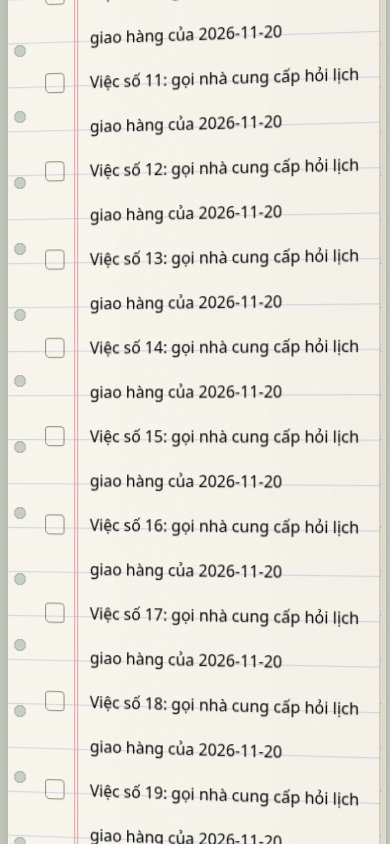 giao hàng của 2026-11-20
Việc số 11: gọi nhà cung cấp hỏi lịch
giao hàng của 2026-11-20
Việc số 12: gọi nhà cung cấp hỏi lịch
giao hàng của 2026-11-20
Việc số 13: gọi nhà cung cấp hỏi lịch
giao hàng của 2026-11-20
Việc số 14: gọi nhà cung cấp hỏi lịch
giao hàng của 2026-11-20
Việc số 15: gọi nhà cung cấp hỏi lịch
giao hàng của 2026-11-20
Việc số 16: gọi nhà cung cấp hỏi lịch
giao hàng của 2026-11-20
Việc số 17: gọi nhà cung cấp hỏi lịch
giao hàng của 2026-11-20
Việc số 18: gọi nhà cung cấp hỏi lịch
giao hàng của 2026-11-20
Việc số 19: gọi nhà cung cấp hỏi lịch
giao hàng của 2026-11-20